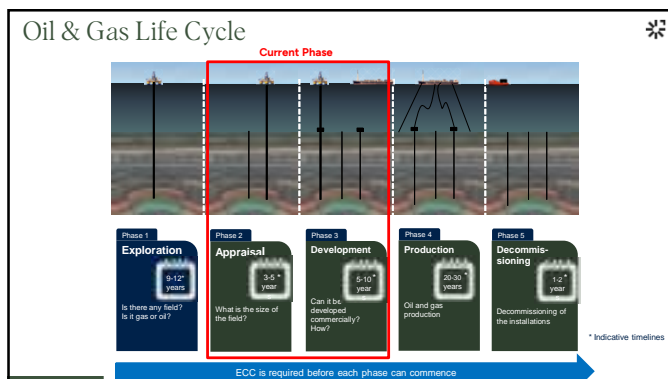 Oil & Gas Life Cycle
Current Phase
Phase 1
Exploration
9-12*
years
Is there any field?
Is it gas or oil?
Phase 2
Appraisal
3-5 *
year
What is the size of
the field?
Phase 3
Development
5-10 *
year
Can it be
developed
commercially?
How?
Phase 4
Production
20-30 *
years
Oil and gas
production
Phase 5
Decommis-
sioning
1-2 *
year
Decommissioning of
the installations
* Indicative timelines
ECC is required before each phase can commence